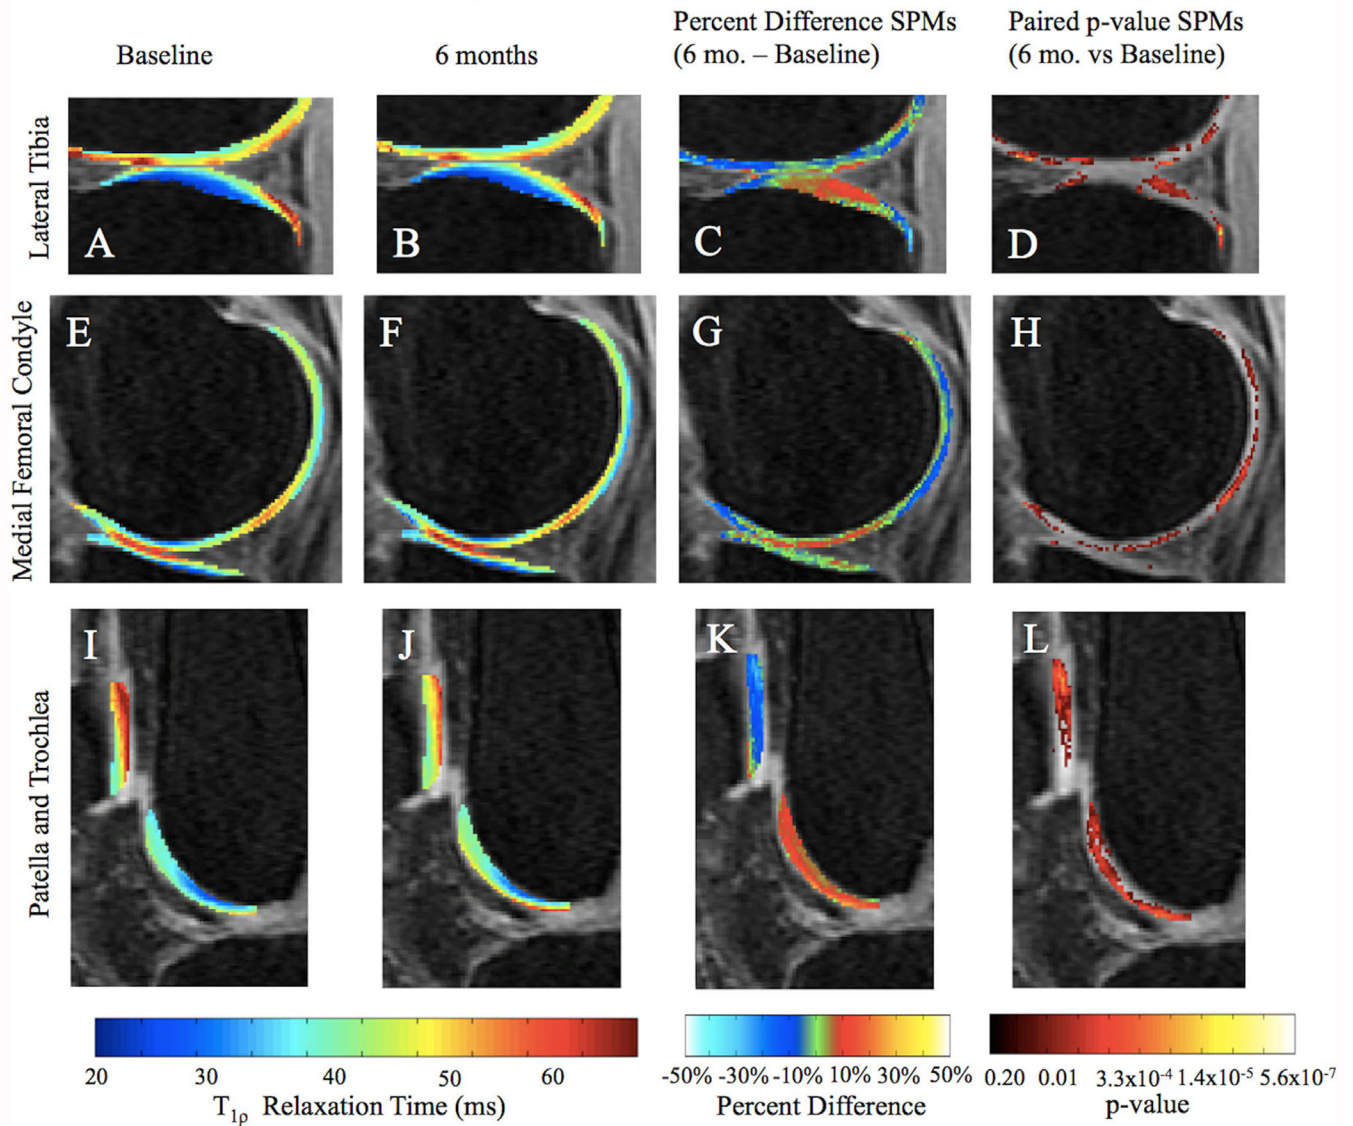 Baseline
6 months
Percent Difference SPMs
(6 mo. – Baseline)
Paired p-value SPMs
(6 mo. vs Baseline)
Lateral Tibia
A
B
C
D
Medial Femoral Condyle
E
F
G
H
Patella and Trochlea
I
J
K
L
20 30 40 50 60
T1ρ Relaxation Time (ms)
-50% -30% -10% 10% 30% 50%
Percent Difference
0.20 0.01 3.3x10-4 1.4x10-5 5.6x10-7
p-value